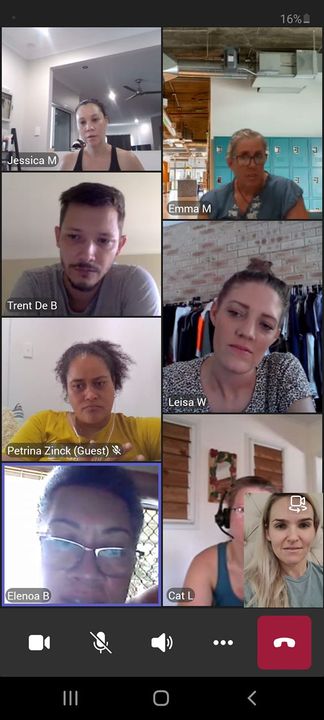 16%
Jessica M
Emma M
Trent De B
Leisa W
Petrina Zinck (Guest)
Elenoa B
Cat L